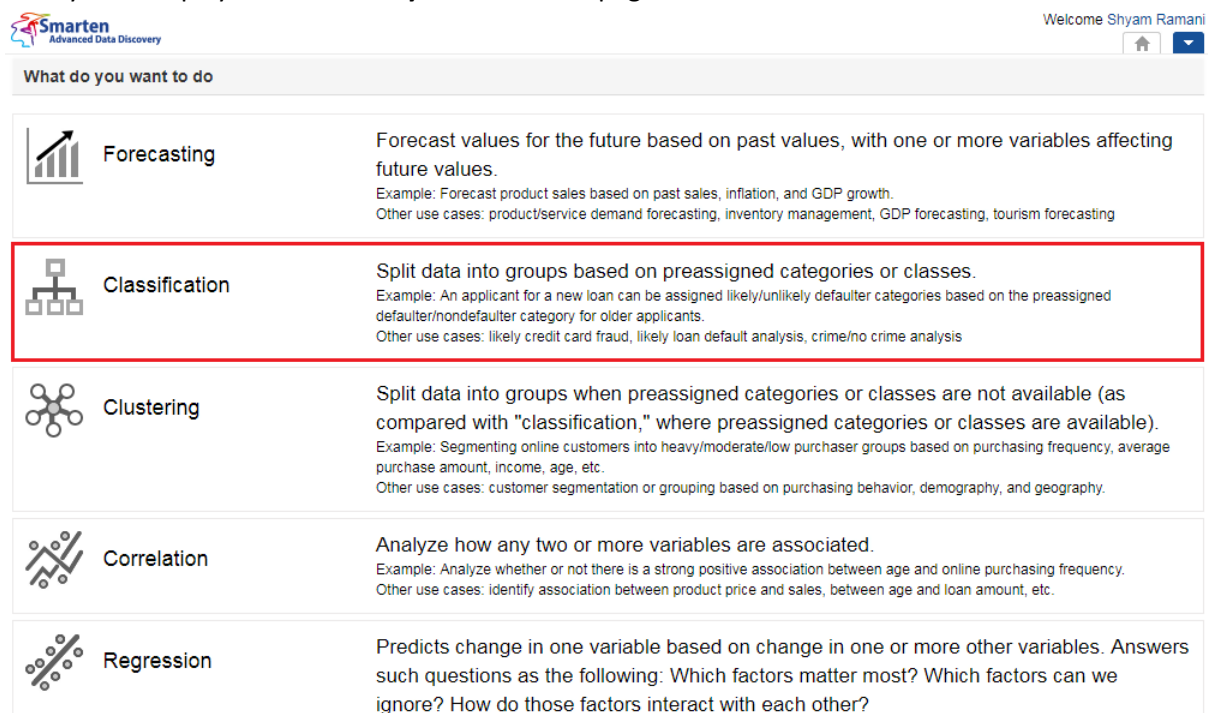 Smarten
Advanced Data Discovery
Welcome Shyam Ramani
What do you want to do
Forecasting
Forecast values for the future based on past values, with one or more variables affecting
future values.
Example: Forecast product sales based on past sales, inflation, and GDP growth.
Other use cases: product/service demand forecasting, inventory management, GDP forecasting, tourism forecasting
Classification
Split data into groups based on preassigned categories or classes.
Example: An applicant for a new loan can be assigned likely/unlikely defaulter categories based on the preassigned
defaulter/nondefaulter category for older applicants.
Other use cases: likely credit card fraud, likely loan default analysis, crime/no crime analysis
Clustering
Split data into groups when preassigned categories or classes are not available (as
compared with "classification," where preassigned categories or classes are available).
Example: Segmenting online customers into heavy/moderate/low purchaser groups based on purchasing frequency, average
purchase amount, income, age, etc.
Other use cases: customer segmentation or grouping based on purchasing behavior, demography, and geography.
Correlation
Analyze how any two or more variables are associated.
Example: Analyze whether or not there is a strong positive association between age and online purchasing frequency.
Other use cases: identify association between product price and sales, between age and loan amount, etc.
Regression
Predicts change in one variable based on change in one or more other variables. Answers
such questions as the following: Which factors matter most? Which factors can we
ignore? How do those factors interact with each other?